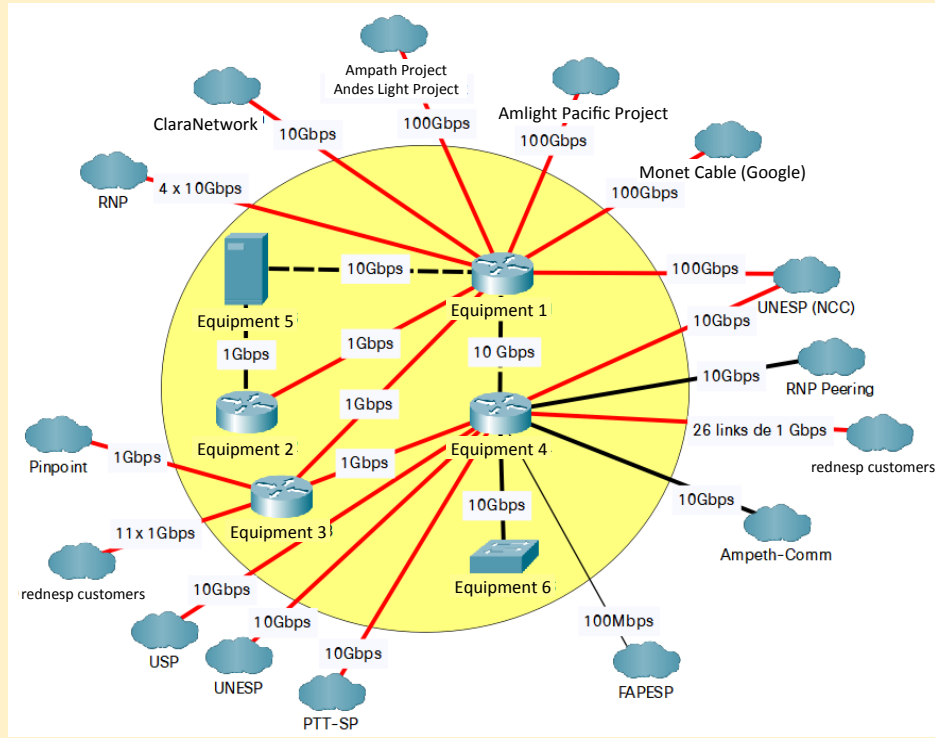 Ampath Project
Andes Light Project
ClaraNetwork
10Gbps
100Gbps
Amlight Pacific Project
100Gbps
Monet Cable (Google)
100Gbps
RNP
4 x 10Gbps
10Gbps
100Gbps
UNESP (NCC)
Equipment 5
Equipment 1
10Gbps
1Gbps
1Gbps
10 Gbps
10Gbps
RNP Peering
1Gbps
Equipment 2
Equipment 4
26 links de 1 Gbps
rednesp customers
Pinpoint
1Gbps
1Gbps
10Gbps
10Gbps
Ampeth-Comm
11x 1Gbps
Equipment 3
rednesp customers
Equipment 6
10Gbps
USP
10Gbps
UNESP
10Gbps
PTT-SP
100Mbps
FAPESP